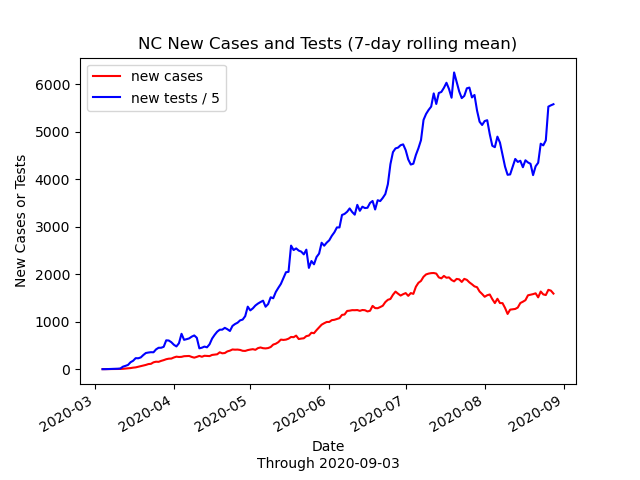 NC New Cases and Tests (7-day rolling mean)
new cases
new tests / 5
New Cases or Tests
6000
5000
4000
3000
2000
1000
0
2020-03
2020-04
2020-05
2020-06
2020-07
2020-08
2020-09
Date
Through 2020-09-03